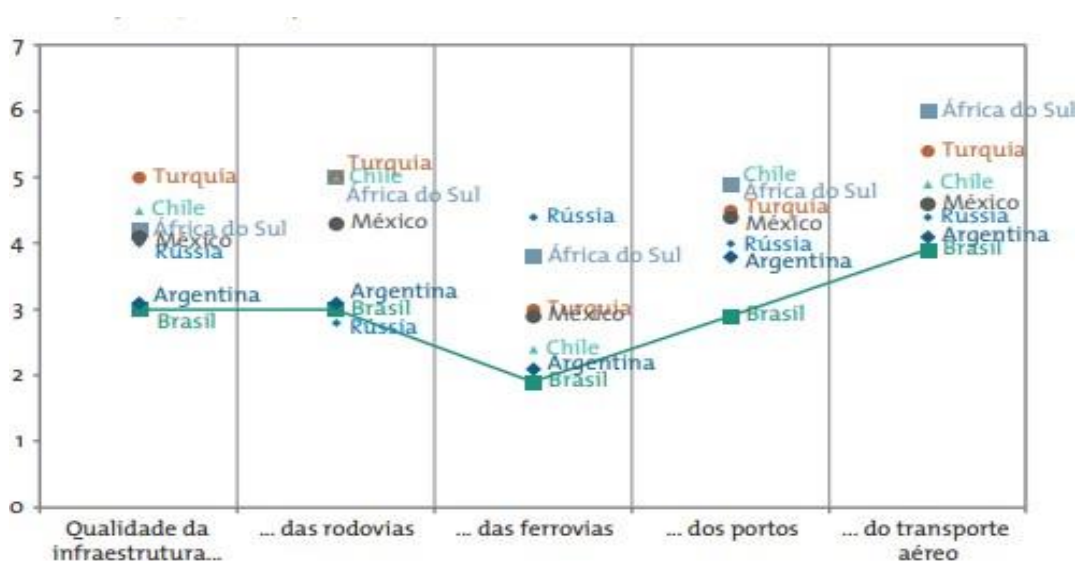 7
6
5
4
3
2
1
0
Turquia
Chile
África do Sul
México
Rússia
Argentina
Brasil
Turquia
Chile
África do Sul
México
Argentina
Brasil
Rússia
Rússia
África do Sul
Turquia
México
Chile
Argentina
Brasil
Chile
África do Sul
Turquia
México
Rússia
Argentina
Brasil
África do Sul
Turquia
Chile
México
Rússia
Argentina
Brasil
Qualidade da
infraestrutura...
... das rodovias
... das ferrovias
... dos portos
... do transporte
aéreo